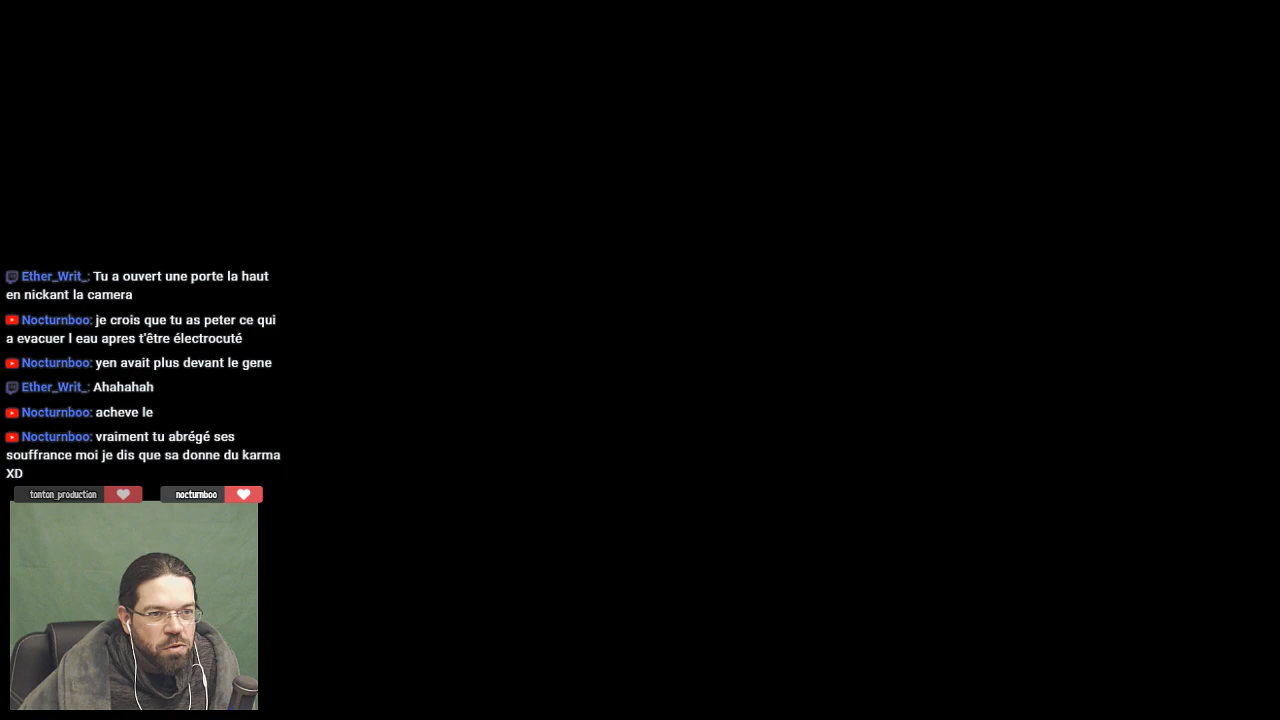 Ether_Writ_: Tu a ouvert une porte la haut
en nickant la camera
Nocturnboo: je crois que tu as peter ce qui
a evacuer l eau apres t'être électrocuté
Nocturnboo: yen avait plus devant le gene
Ether_Writ_: Ahahahah
Nocturnboo: acheve le
Nocturnboo: vraiment tu abrégé ses
souffrance moi je dis que sa donne du karma
XD
tonton_production nocturnboo